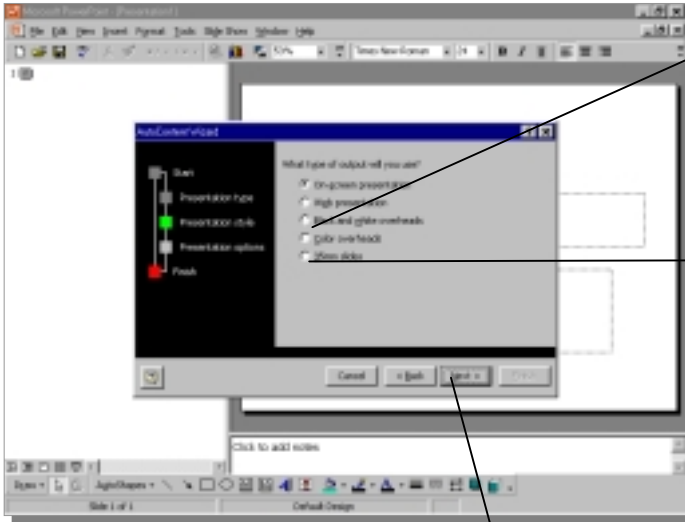 Microsoft PowerPoint - [Presentation1]
File Edit View Insert Format Tools Slide Show Window Help
53% Times New Roman 24 B I
1
AutoContent Wizard
What type of output will you use?
Start
On-screen presentation
Presentation type
Web presentation
Black and white overheads
Presentation style
Color overheads
Presentation options
35mm slides
Finish
Cancel < Back Next > Finish
Click to add notes
Draw AutoShapes
Slide 1 of 1 Default Design